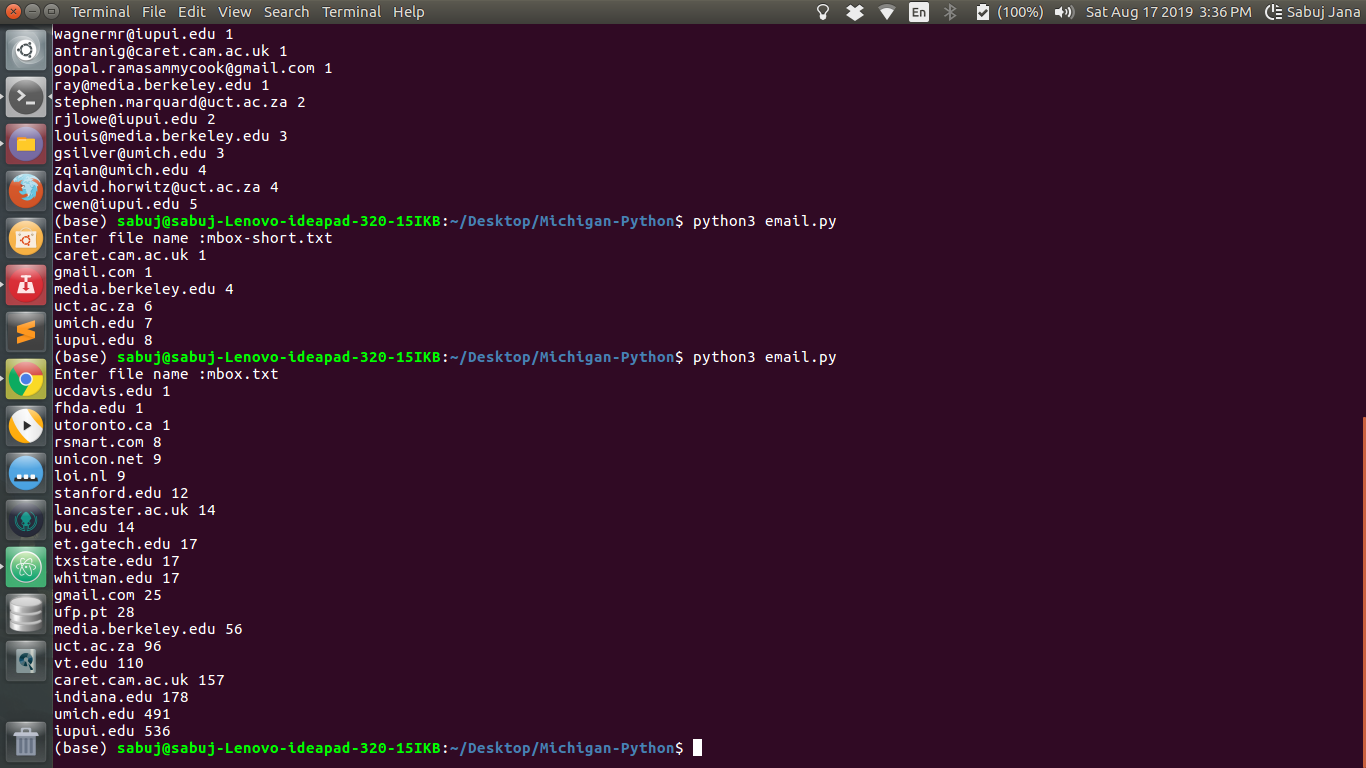 Terminal File Edit View Search Terminal Help En (100%) Sat Aug 17 2019 3:36 PM Sabuj Jana
wagnermr@iupui.edu 1
antranig@caret.cam.ac.uk 1
gopal.ramasammycook@gmail.com 1
ray@media.berkeley.edu 1
stephen.marquard@uct.ac.za 2
rjlowe@iupui.edu 2
louis@media.berkeley.edu 3
gsilver@umich.edu 3
zqian@umich.edu 4
david.horwitz@uct.ac.za 4
cwen@iupui.edu 5
(base) sabuj@sabuj-Lenovo-ideapad-320-15IKB:~/Desktop/Michigan-Python$ python3 email.py
Enter file name :mbox-short.txt
caret.cam.ac.uk 1
gmail.com 1
media.berkeley.edu 4
uct.ac.za 6
umich.edu 7
iupui.edu 8
(base) sabuj@sabuj-Lenovo-ideapad-320-15IKB:~/Desktop/Michigan-Python$ python3 email.py
Enter file name :mbox.txt
ucdavis.edu 1
fhda.edu 1
utoronto.ca 1
rsmart.com 8
unicon.net 9
loi.nl 9
stanford.edu 12
lancaster.ac.uk 14
bu.edu 14
et.gatech.edu 17
txstate.edu 17
whitman.edu 17
gmail.com 25
ufp.pt 28
media.berkeley.edu 56
uct.ac.za 96
vt.edu 110
caret.cam.ac.uk 157
indiana.edu 178
umich.edu 491
iupui.edu 536
(base) sabuj@sabuj-Lenovo-ideapad-320-15IKB:~/Desktop/Michigan-Python$